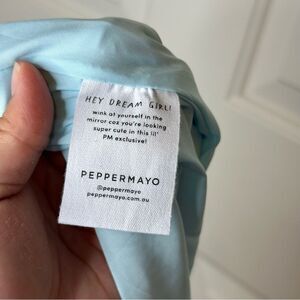 HEY DREAM GIRL!
wink at yourself in the
mirror coz you're looking
super cute in this lil'
PM exclusive!
PEPPERMAYO
@peppermayo
peppermayo.com.au